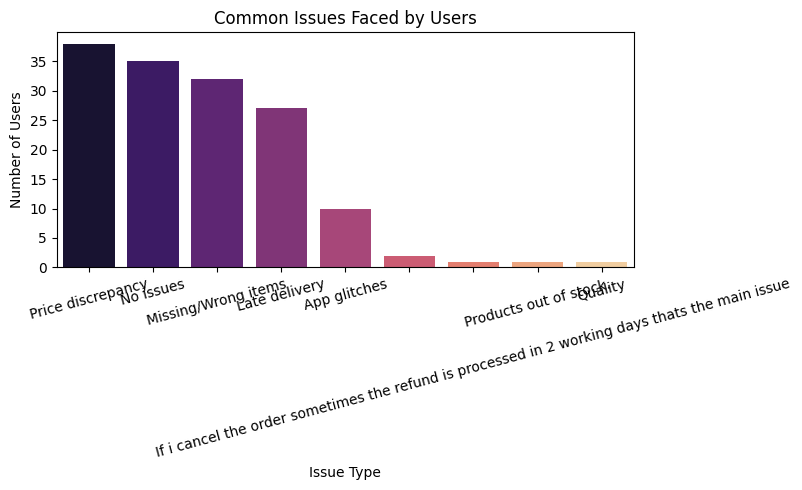 Common Issues Faced by Users
Number of Users
35
30
25
20
15
10
5
0
Price discrepancy
No issues
Missing/Wrong items
Late delivery
App glitches
If i cancel the order sometimes the refund is processed in 2 working days thats the main issue
Products out of stock
Quality
Issue Type